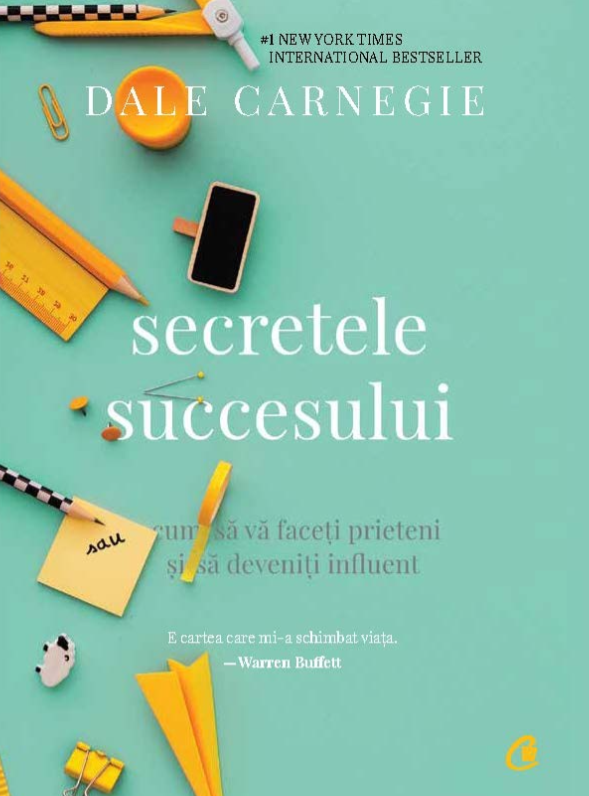 #1 NEW YORK TIMES
INTERNATIONAL BESTSELLER
DALE CARNEGIE
secretele
succesului
sau
cum să vă faceți prieteni
și să deveniți influent
E cartea care mi-a schimbat viața.
—Warren Buffett